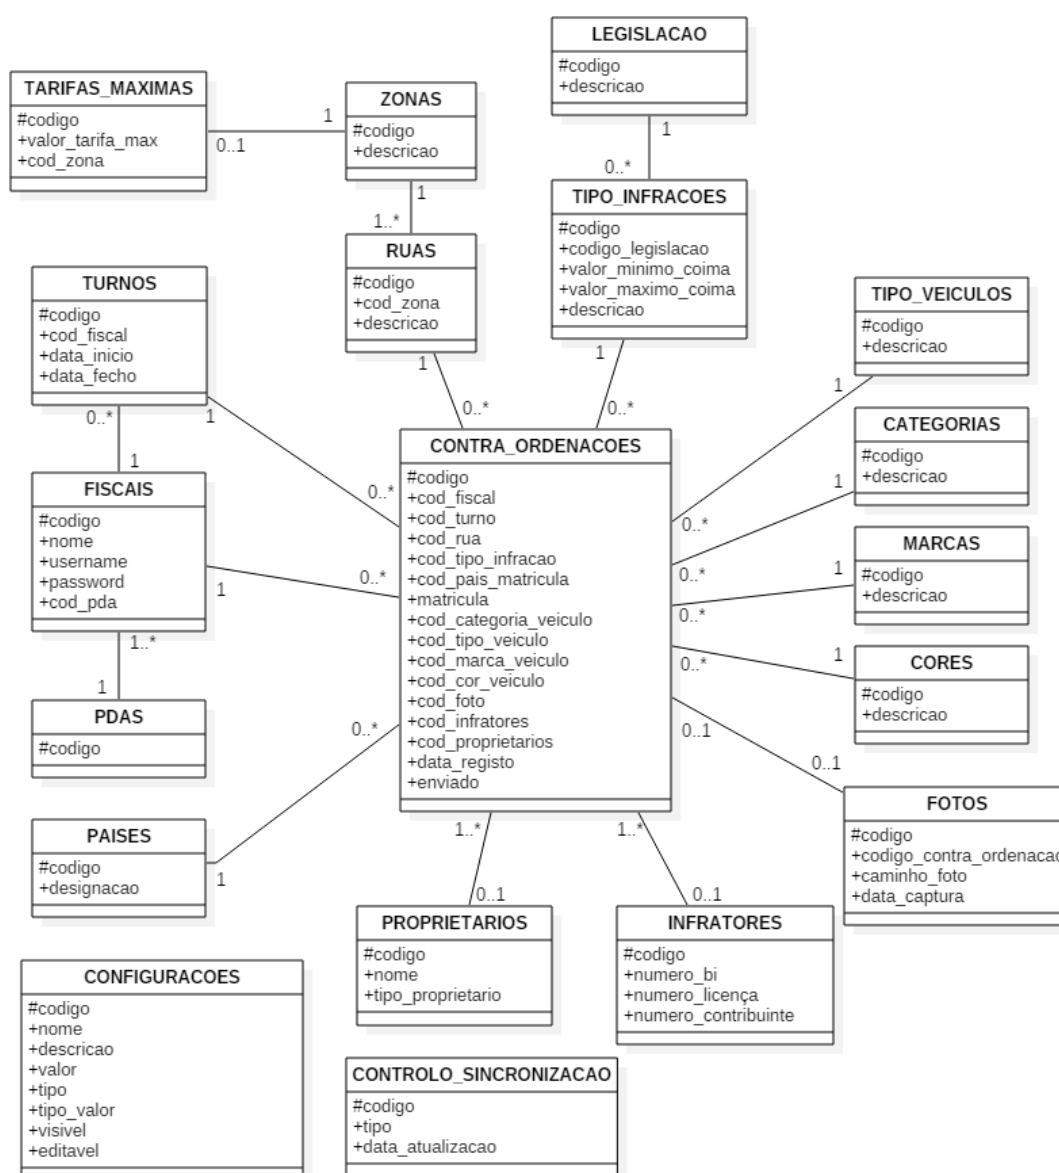 LEGISLACAO
#codigo
+descricao
TARIFAS_MAXIMAS
#codigo
+valor_tarifa_max
+cod_zona
1
0..1
ZONAS
#codigo
+descricao
1
0..*
1
1..*
TIPO_INFRACOES
#codigo
+codigo_legislacao
+valor_minimo_coima
+valor_maximo_coima
+descricao
RUAS
#codigo
+cod_zona
+descricao
TURNOS
#codigo
+cod_fiscal
+data_inicio
+data_fecho
TIPO_VEICULOS
#codigo
+descricao
1
0..*
1
0..*
1
0..*
1
0..*
0..*
1
1
0..*
CATEGORIAS
#codigo
+descricao
1
0..*
CONTRA_ORDENACOES
#codigo
+cod_fiscal
+cod_turno
+cod_rua
+cod_tipo_infracao
+cod_pais_matricula
+matricula
+cod_categoria_veiculo
+cod_tipo_veiculo
+cod_marca_veiculo
+cod_cor_veiculo
+cod_foto
+cod_infratores
+cod_proprietarios
+data_registo
+enviado
FISCAIS
#codigo
+nome
+username
+password
+cod_pda
0..*
1
MARCAS
#codigo
+descricao
1
0..*
CORES
#codigo
+descricao
1
0..*
1..*
1
PDAS
#codigo
0..*
1
0..1
0..1
PAISES
#codigo
+designacao
FOTOS
#codigo
+codigo_contra_ordenacao
+caminho_foto
+data_captura
1..*
0..1
1..*
0..1
PROPRIETARIOS
#codigo
+nome
+tipo_proprietario
INFRATORES
#codigo
+numero_bi
+numero_licença
+numero_contribuinte
CONFIGURACOES
#codigo
+nome
+descricao
+valor
+tipo
+tipo_valor
+visivel
+editavel
CONTROLO_SINCRONIZACAO
#codigo
+tipo
+data_atualizacao